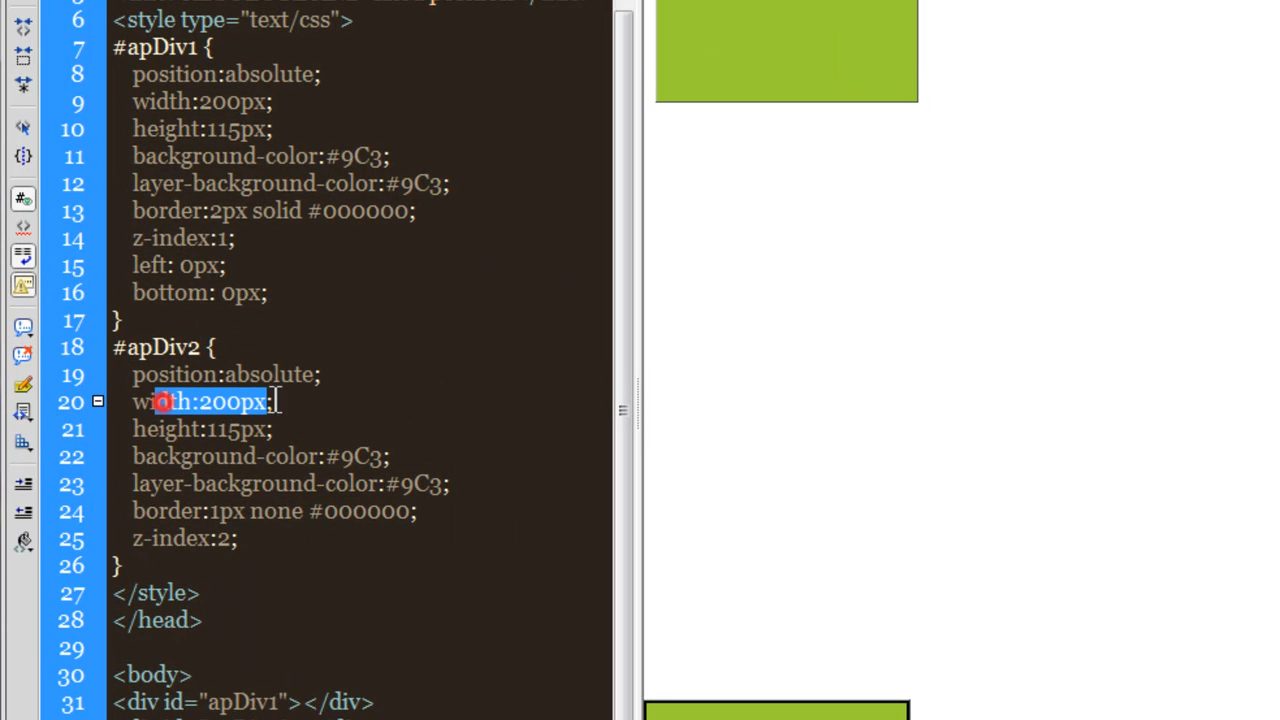 6 <style type="text/css">
7 #apDiv1 {
8 position:absolute;
9 width:200px;
10 height:115px;
11 background-color:#9C3;
12 layer-background-color:#9C3;
13 border:2px solid #000000;
14 z-index:1;
15 left: 0px;
16 bottom: 0px;
17 }
18 #apDiv2 {
19 position:absolute;
20 width:200px;
21 height:115px;
22 background-color:#9C3;
23 layer-background-color:#9C3;
24 border:1px none #000000;
25 z-index:2;
26 }
27 </style>
28 </head>
29
30 <body>
31 <div id="apDiv1"></div>